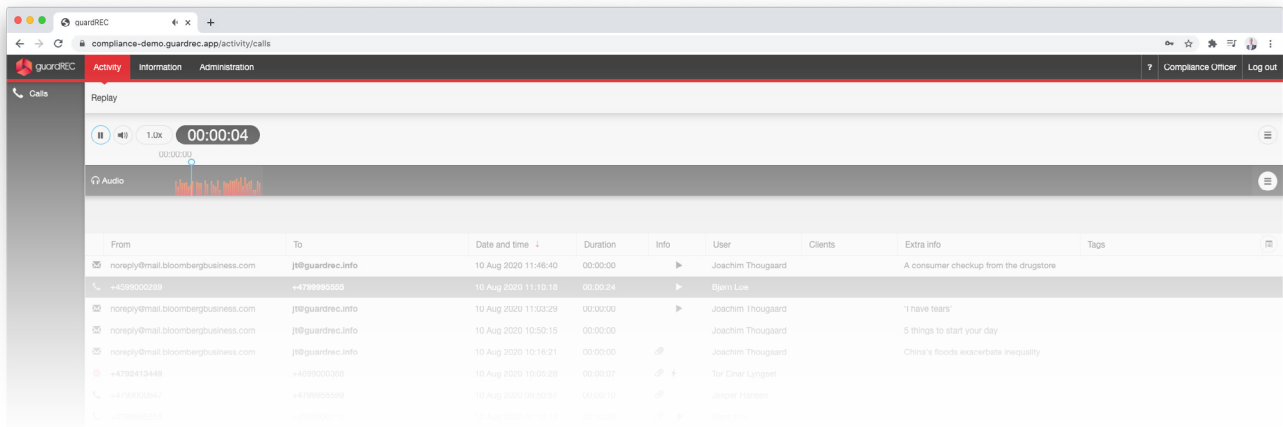 guardREC
compliance-demo.guardrec.app/activity/calls
guardREC Activity Information Administration ? Compliance Officer Log out
Calls
Replay
1.0x 00:00:04
00:00:00
Audio
From To Date and time ↓ Duration Info User Clients Extra info Tags
noreply@mail.bloombergbusiness.com jt@guardrec.info 10 Aug 2020 11:46:40 00:00:00 Joachim Thougaard A consumer checkup from the drugstore
+4599000289 10 Aug 2020 11:10:18 00:00:24 Bjørn Loe
noreply@mail.bloombergbusiness.com jt@guardrec.info 10 Aug 2020 11:03:29 00:00:00 Joachim Thougaard 'I have tears'
noreply@mail.bloombergbusiness.com jt@guardrec.info 10 Aug 2020 10:50:15 00:00:00 Joachim Thougaard 5 things to start your day
noreply@mail.bloombergbusiness.com jt@guardrec.info 10 Aug 2020 10:16:21 00:00:00 Joachim Thougaard China's floods exacerbate inequality
+4792413449 10 Aug 2020 00:00:07 Tor Einar
10 Aug 2020